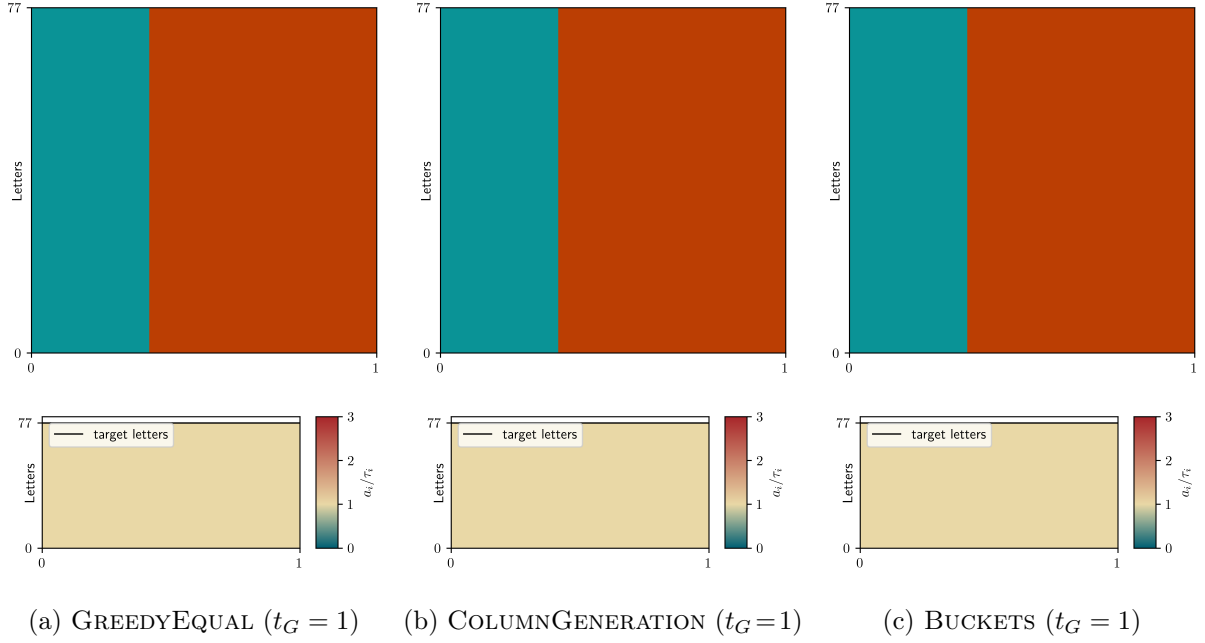 77
77
77
Letters
Letters
Letters
0
0
0
0
1
0
1
0
1
77
target letters
3
77
target letters
3
77
target letters
3
2
2
2
Letters
a_i/τ_i
Letters
a_i/τ_i
Letters
a_i/τ_i
1
1
1
0
0
0
0
0
0
0
1
0
1
0
1
(a) GREEDYEQUAL (t_G = 1)
(b) COLUMNGENERATION (t_G = 1)
(c) BUCKETS (t_G = 1)